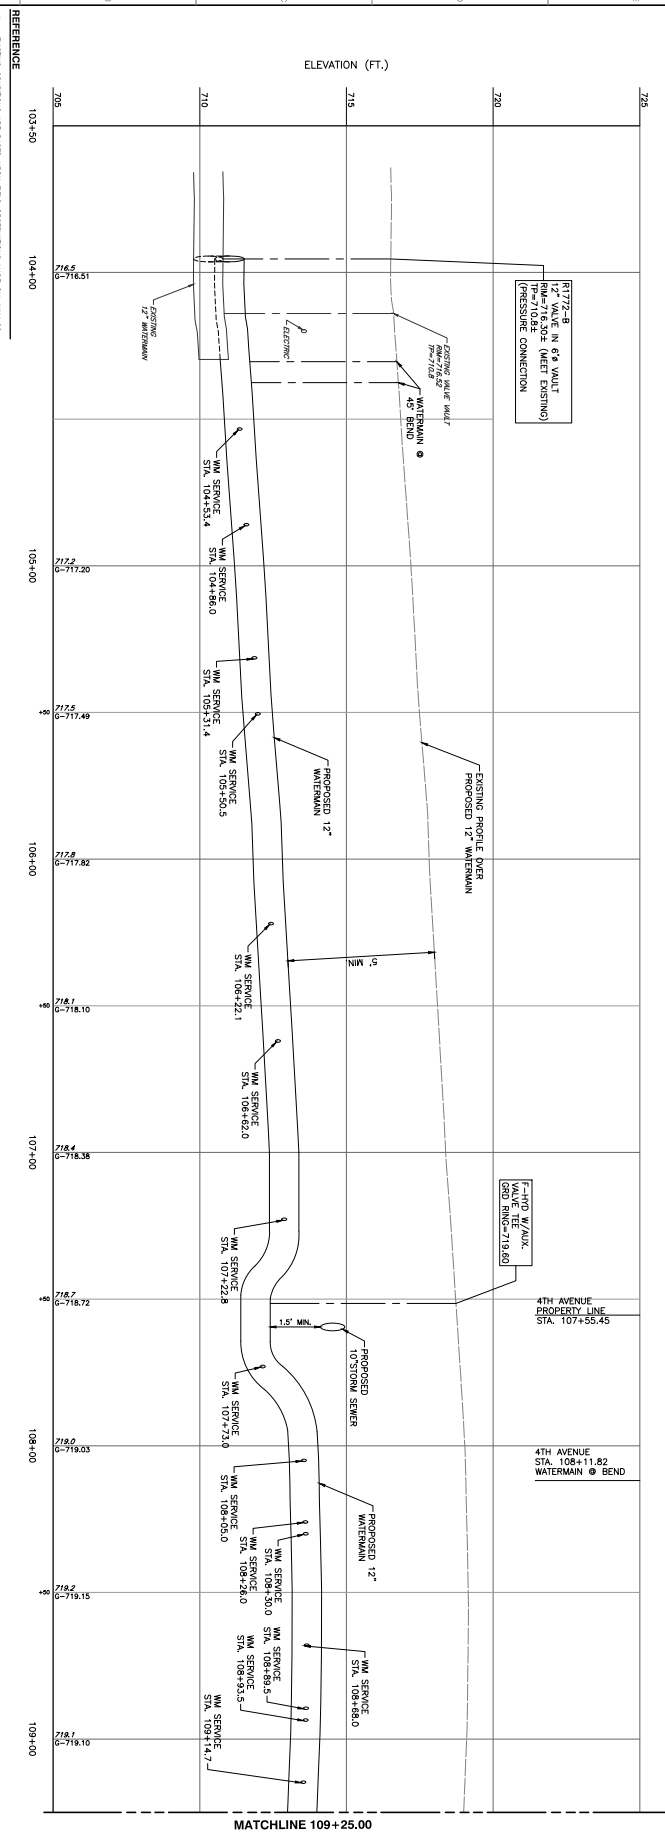 REFERENCE
ELEVATION (FT.)
705
710
715
720
725
103+50
104+00
105+00
+50
106+00
+50
107+00
+50
108+00
+50
109+00
716.5
G-716.51
717.2
G-717.20
717.5
G-717.49
717.8
G-717.82
718.1
G-718.10
718.4
G-718.38
718.7
G-718.72
719.0
G-719.03
719.2
G-719.15
719.1
G-719.10
R1772-B
12" VALVE IN 6'ø VAULT
RIM=716.30± (MEET EXISTING)
TP=710.8±
(PRESSURE CONNECTION
EXISTING
12" WATERMAIN
ELECTRIC
EXISTING VALVE VAULT
RIM=716.52
TP=710.8
WATERMAIN @
45° BEND
WM SERVICE
STA. 104+53.4
WM SERVICE
STA. 104+86.0
WM SERVICE
STA. 105+31.4
WM SERVICE
STA. 105+50.5
PROPOSED 12"
WATERMAIN
EXISTING PROFILE OVER
PROPOSED 12" WATERMAIN
WM SERVICE
STA. 106+22.1
5' MIN.
WM SERVICE
STA. 106+62.0
WM SERVICE
STA. 107+22.8
F-HYD W/AUX.
VALVE TEE
GRD RING=719.60
4TH AVENUE
PROPERTY LINE
STA. 107+55.45
1.5' MIN.
PROPOSED
10"STORM SEWER
WM SERVICE
STA. 107+73.0
4TH AVENUE
STA. 108+11.82
WATERMAIN @ BEND
WM SERVICE
STA. 108+05.0
PROPOSED 12"
WATERMAIN
WM SERVICE
STA. 108+26.0
WM SERVICE
STA. 108+30.0
WM SERVICE
STA. 108+68.0
WM SERVICE
STA. 108+89.5
WM SERVICE
STA. 108+93.5
WM SERVICE
STA. 109+14.7
MATCHLINE 109+25.00